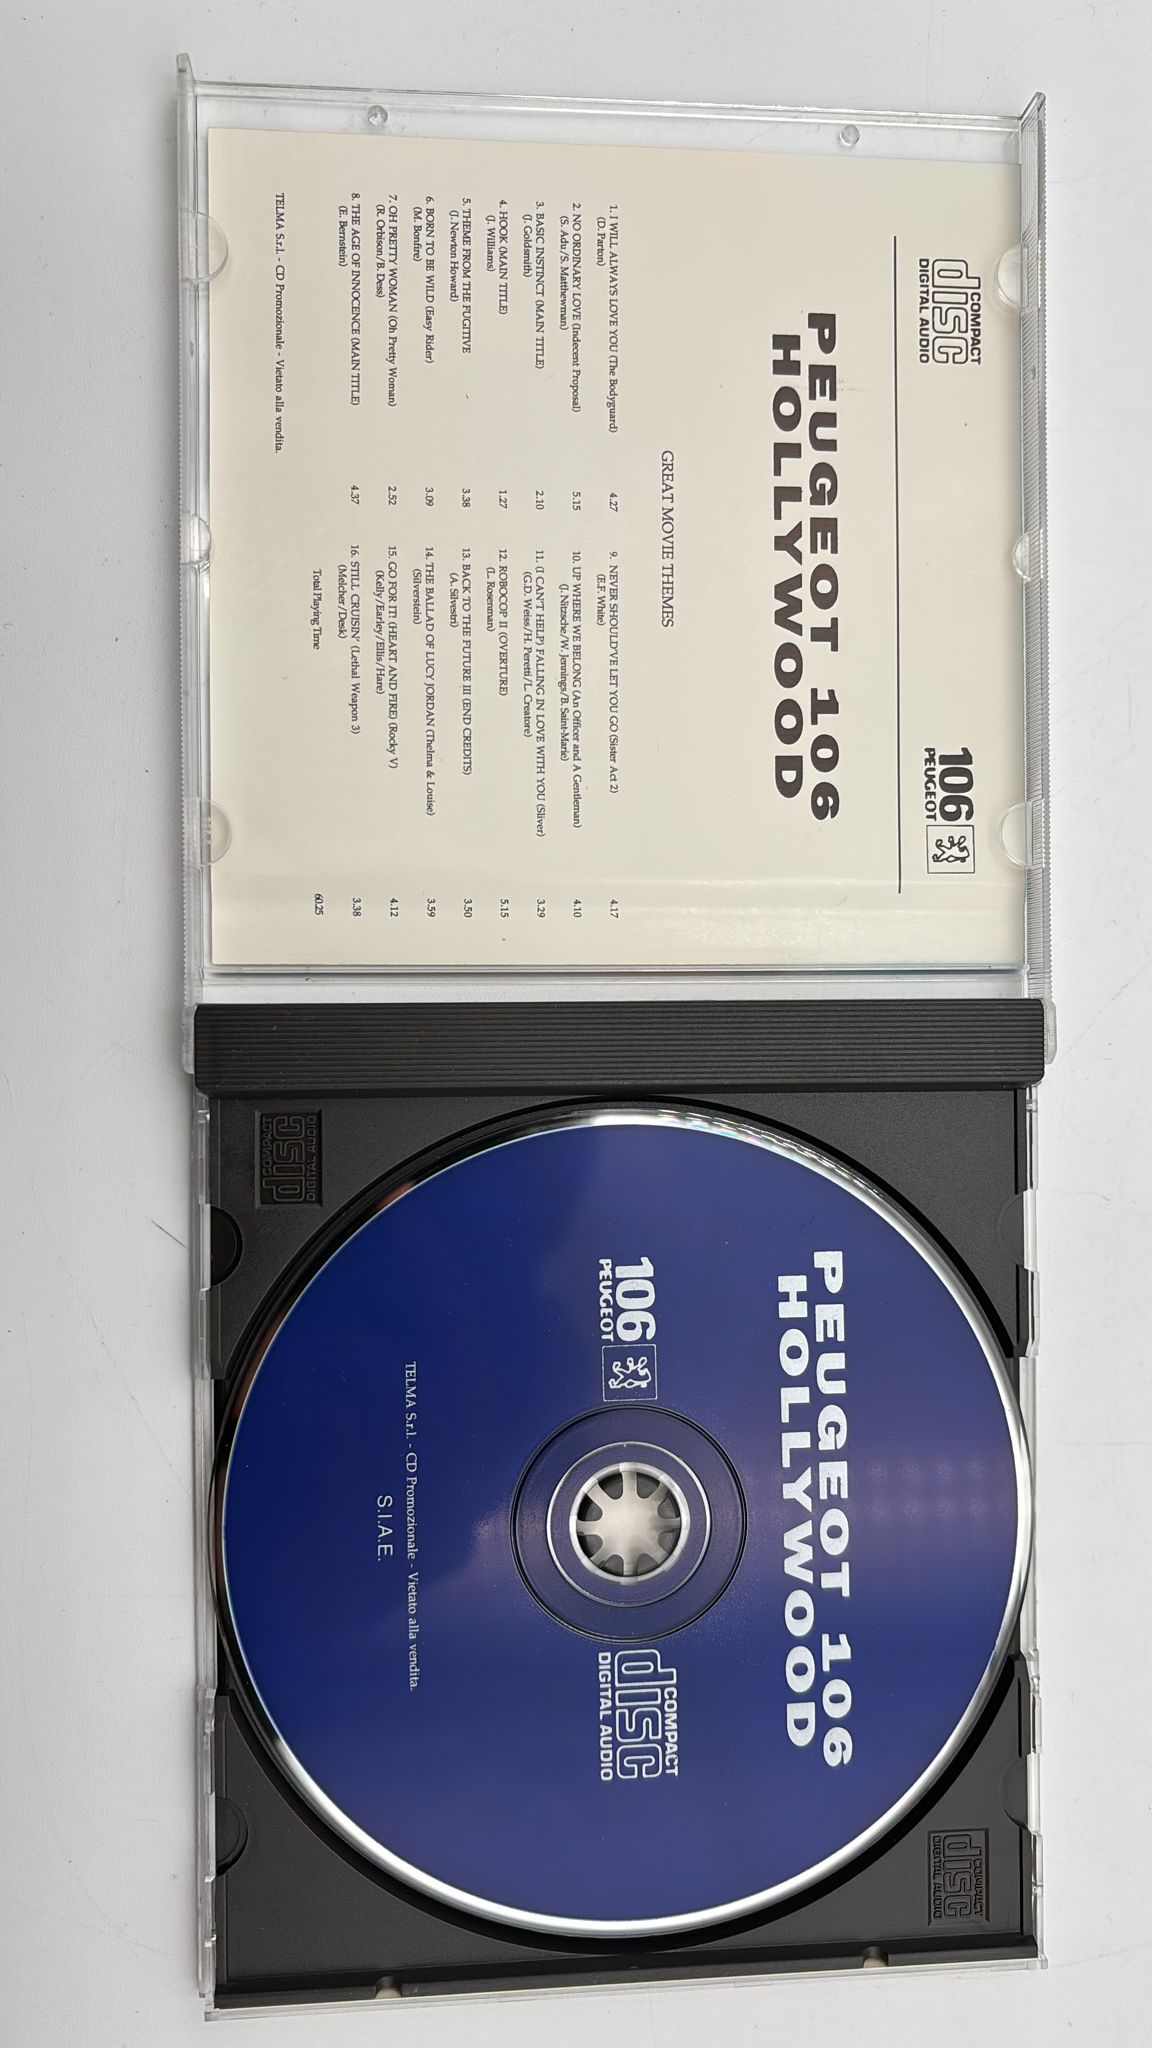 COMPACT
disc
DIGITAL AUDIO
106
PEUGEOT
PEUGEOT 106
HOLLYWOOD
GREAT MOVIE THEMES
1. I WILL ALWAYS LOVE YOU (The Bodyguard) 4.27
(D. Parton)
2. NO ORDINARY LOVE (Indecent Proposal) 5.15
(S. Adu/S. Matthewman)
3. BASIC INSTINCT (MAIN TITLE) 2.10
(J. Goldsmith)
4. HOOK (MAIN TITLE) 1.27
(J. Williams)
5. THEME FROM THE FUGITIVE 3.38
(J. Newton Howard)
6. BORN TO BE WILD (Easy Rider) 3.09
(M. Bonfire)
7. OH PRETTY WOMAN (Oh Pretty Woman) 2.52
(R. Orbison/B. Dess)
8. THE AGE OF INNOCENCE (MAIN TITLE) 4.37
(E. Bernstein)
9. NEVER SHOULD'VE LET YOU GO (Sister Act 2) 4.17
(E.F. White)
10. UP WHERE WE BELONG (An Officer and A Gentleman) 4.10
(J. Nitzsche/W. Jennings/B. Saint-Marie)
11. (I CAN'T HELP) FALLING IN LOVE WITH YOU (Sliver) 3.29
(G.D. Weiss/H. Peretti/L. Creatore)
12. ROBOCOP II (OVERTURE) 5.15
(L. Rosenman)
13. BACK TO THE FUTURE III (END CREDITS) 3.50
(A. Silvestri)
14. THE BALLAD OF LUCY JORDAN (Thelma & Louise) 3.59
(Silverstein)
15. GO FOR IT! (HEART AND FIRE) (Rocky V) 4.12
(Kelly/Earley/Ellis/Hare)
16. STILL CRUISIN' (Lethal Weapon 3) 3.38
(Melcher/Desk)
Total Playing Time 60.25
TELMA S.r.l. - CD Promozionale - Vietato alla vendita.
PEUGEOT 106
HOLLYWOOD
106
PEUGEOT
COMPACT
disc
DIGITAL AUDIO
TELMA S.r.l. - CD Promozionale - Vietato alla vendita.
S.I.A.E.
COMPACT
disc
DIGITAL AUDIO
COMPACT
disc
DIGITAL AUDIO